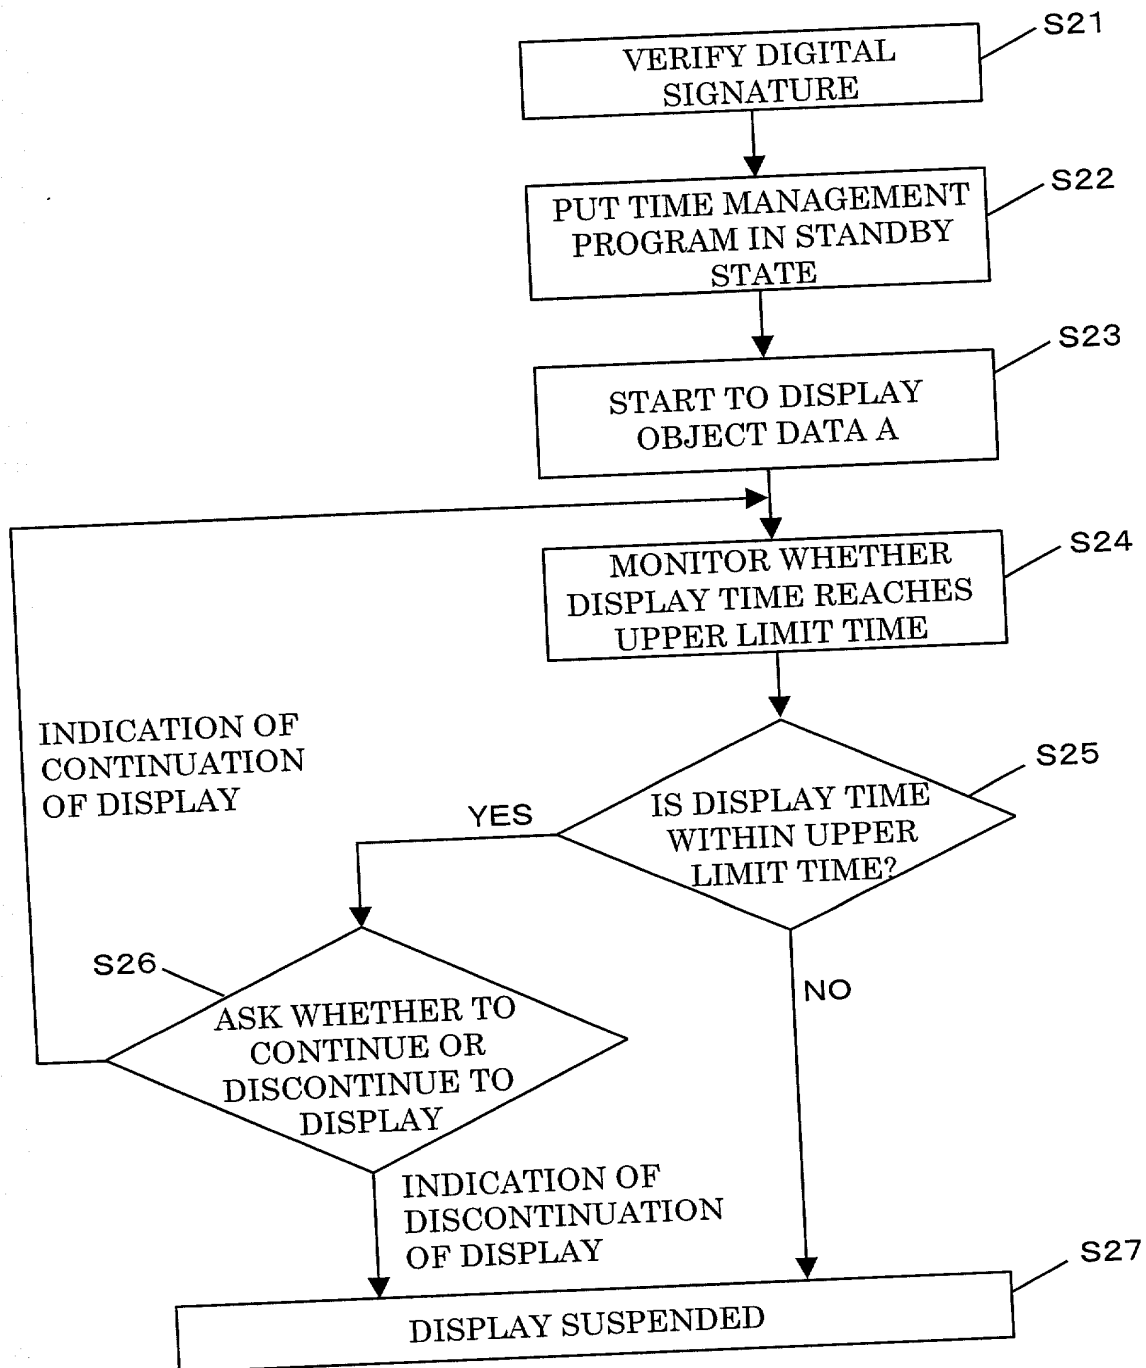 S21
VERIFY DIGITAL
SIGNATURE
S22
PUT TIME MANAGEMENT
PROGRAM IN STANDBY
STATE
S23
START TO DISPLAY
OBJECT DATA A
S24
MONITOR WHETHER
DISPLAY TIME REACHES
UPPER LIMIT TIME
INDICATION OF
CONTINUATION
OF DISPLAY
S25
YES
IS DISPLAY TIME
WITHIN UPPER
LIMIT TIME?
S26
NO
ASK WHETHER TO
CONTINUE OR
DISCONTINUE TO
DISPLAY
INDICATION OF
DISCONTINUATION
OF DISPLAY
S27
DISPLAY SUSPENDED